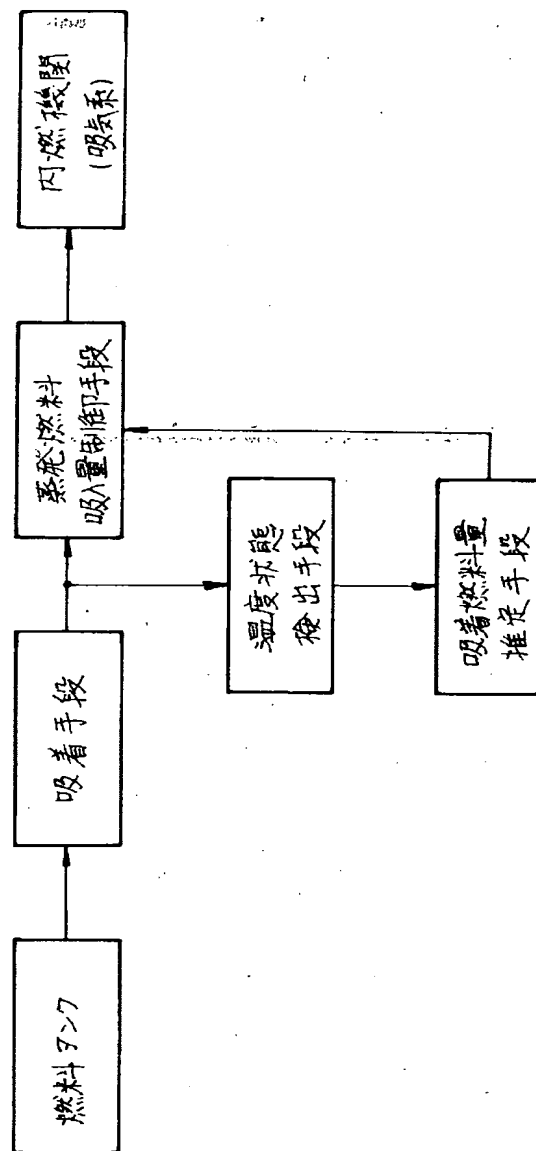 燃料タンク
吸着手段
蒸発燃料
吸入量制御手段
内燃機関
(吸気系)
温度状態
検出手段
吸着燃料量
推定手段